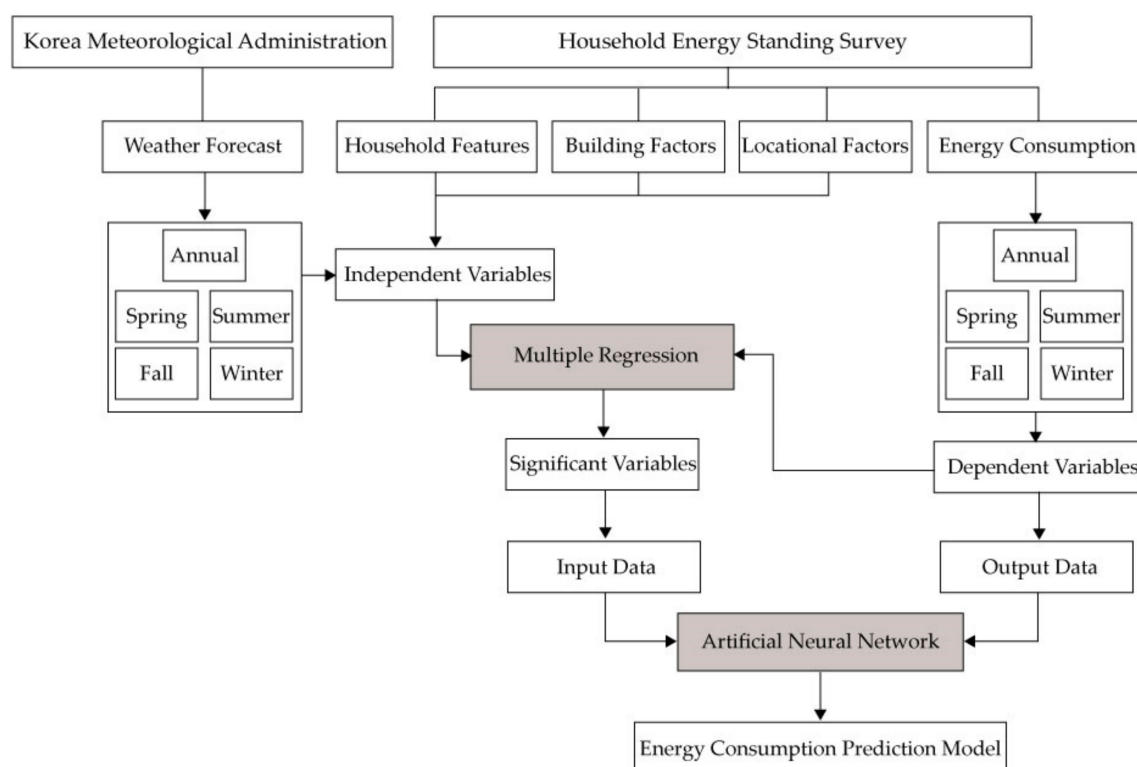 Korea Meteorological Administration
Household Energy Standing Survey
Weather Forecast
Household Features
Building Factors
Locational Factors
Energy Consumption
Annual
Spring
Summer
Fall
Winter
Independent Variables
Annual
Spring
Summer
Fall
Winter
Multiple Regression
Significant Variables
Dependent Variables
Input Data
Output Data
Artificial Neural Network
Energy Consumption Prediction Model